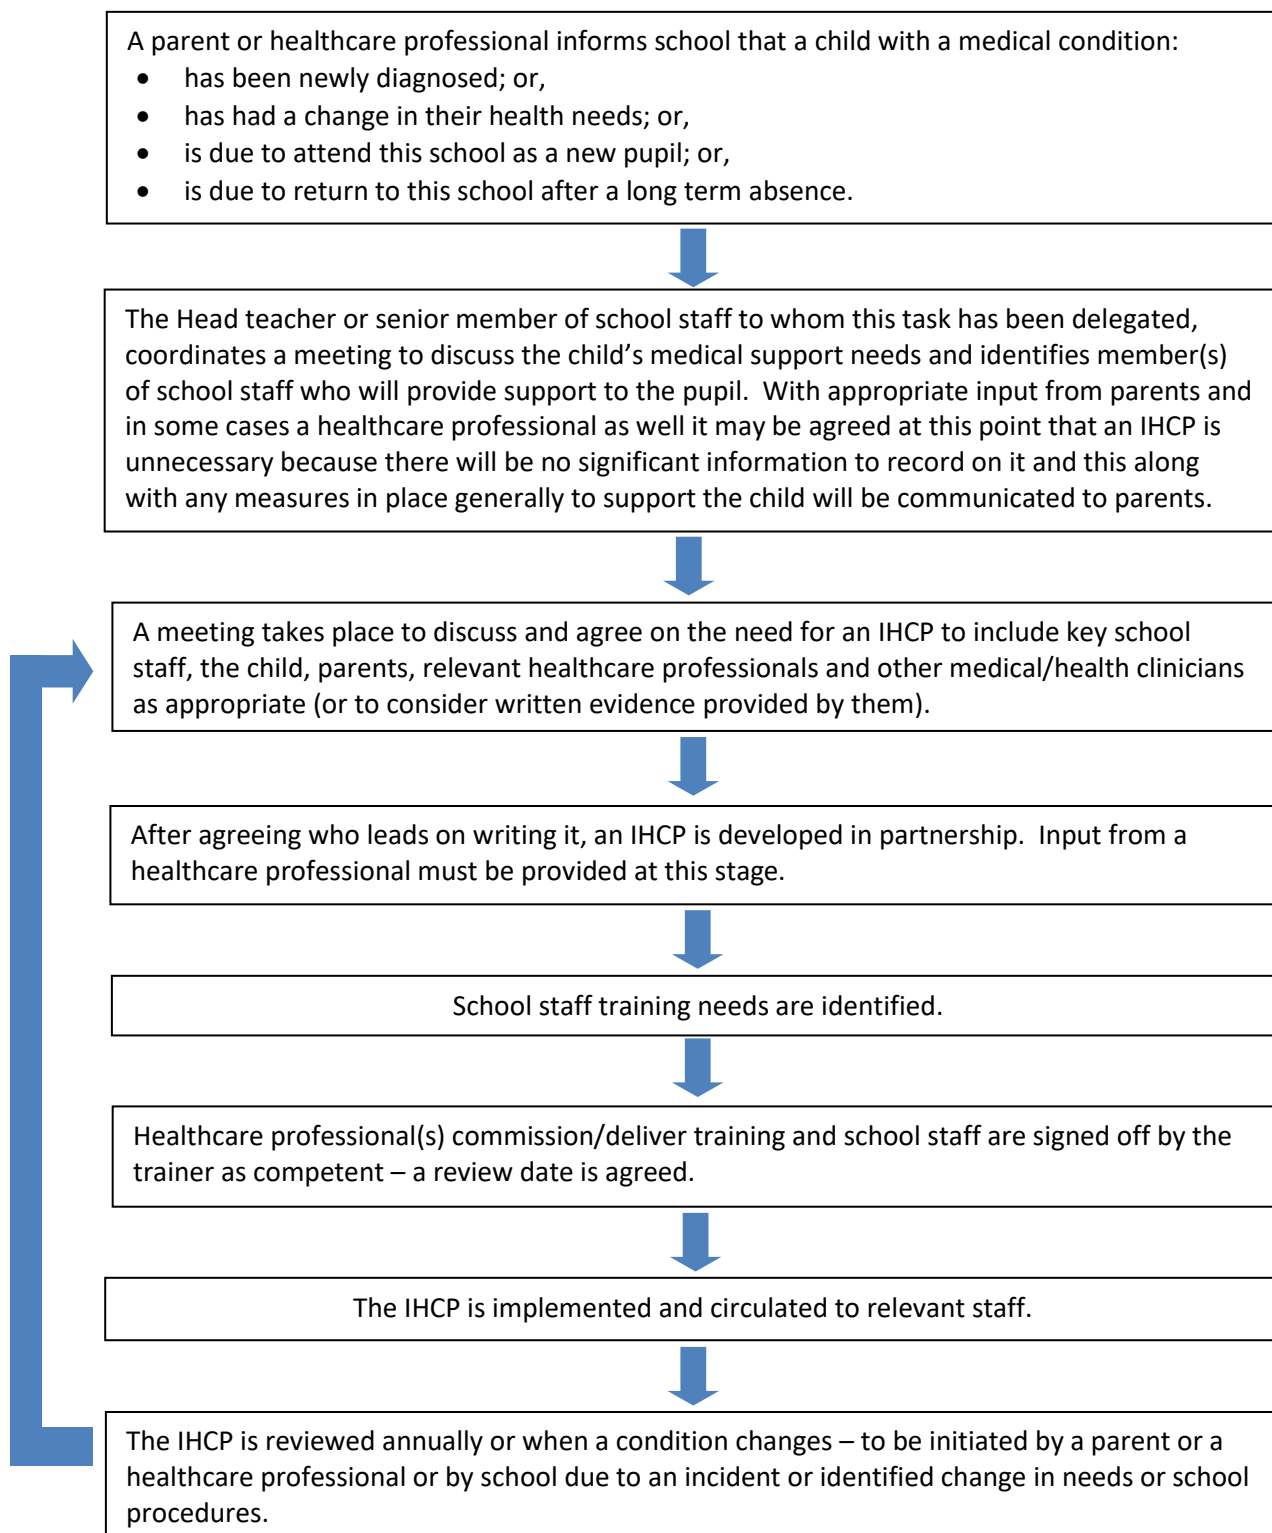 A parent or healthcare professional informs school that a child with a medical condition:
• has been newly diagnosed; or,
• has had a change in their health needs; or,
• is due to attend this school as a new pupil; or,
• is due to return to this school after a long term absence.
The Head teacher or senior member of school staff to whom this task has been delegated,
coordinates a meeting to discuss the child’s medical support needs and identifies member(s)
of school staff who will provide support to the pupil.  With appropriate input from parents and
in some cases a healthcare professional as well it may be agreed at this point that an IHCP is
unnecessary because there will be no significant information to record on it and this along
with any measures in place generally to support the child will be communicated to parents.
A meeting takes place to discuss and agree on the need for an IHCP to include key school
staff, the child, parents, relevant healthcare professionals and other medical/health clinicians
as appropriate (or to consider written evidence provided by them).
After agreeing who leads on writing it, an IHCP is developed in partnership.  Input from a
healthcare professional must be provided at this stage.
School staff training needs are identified.
Healthcare professional(s) commission/deliver training and school staff are signed off by the
trainer as competent – a review date is agreed.
The IHCP is implemented and circulated to relevant staff.
The IHCP is reviewed annually or when a condition changes – to be initiated by a parent or a
healthcare professional or by school due to an incident or identified change in needs or school
procedures.